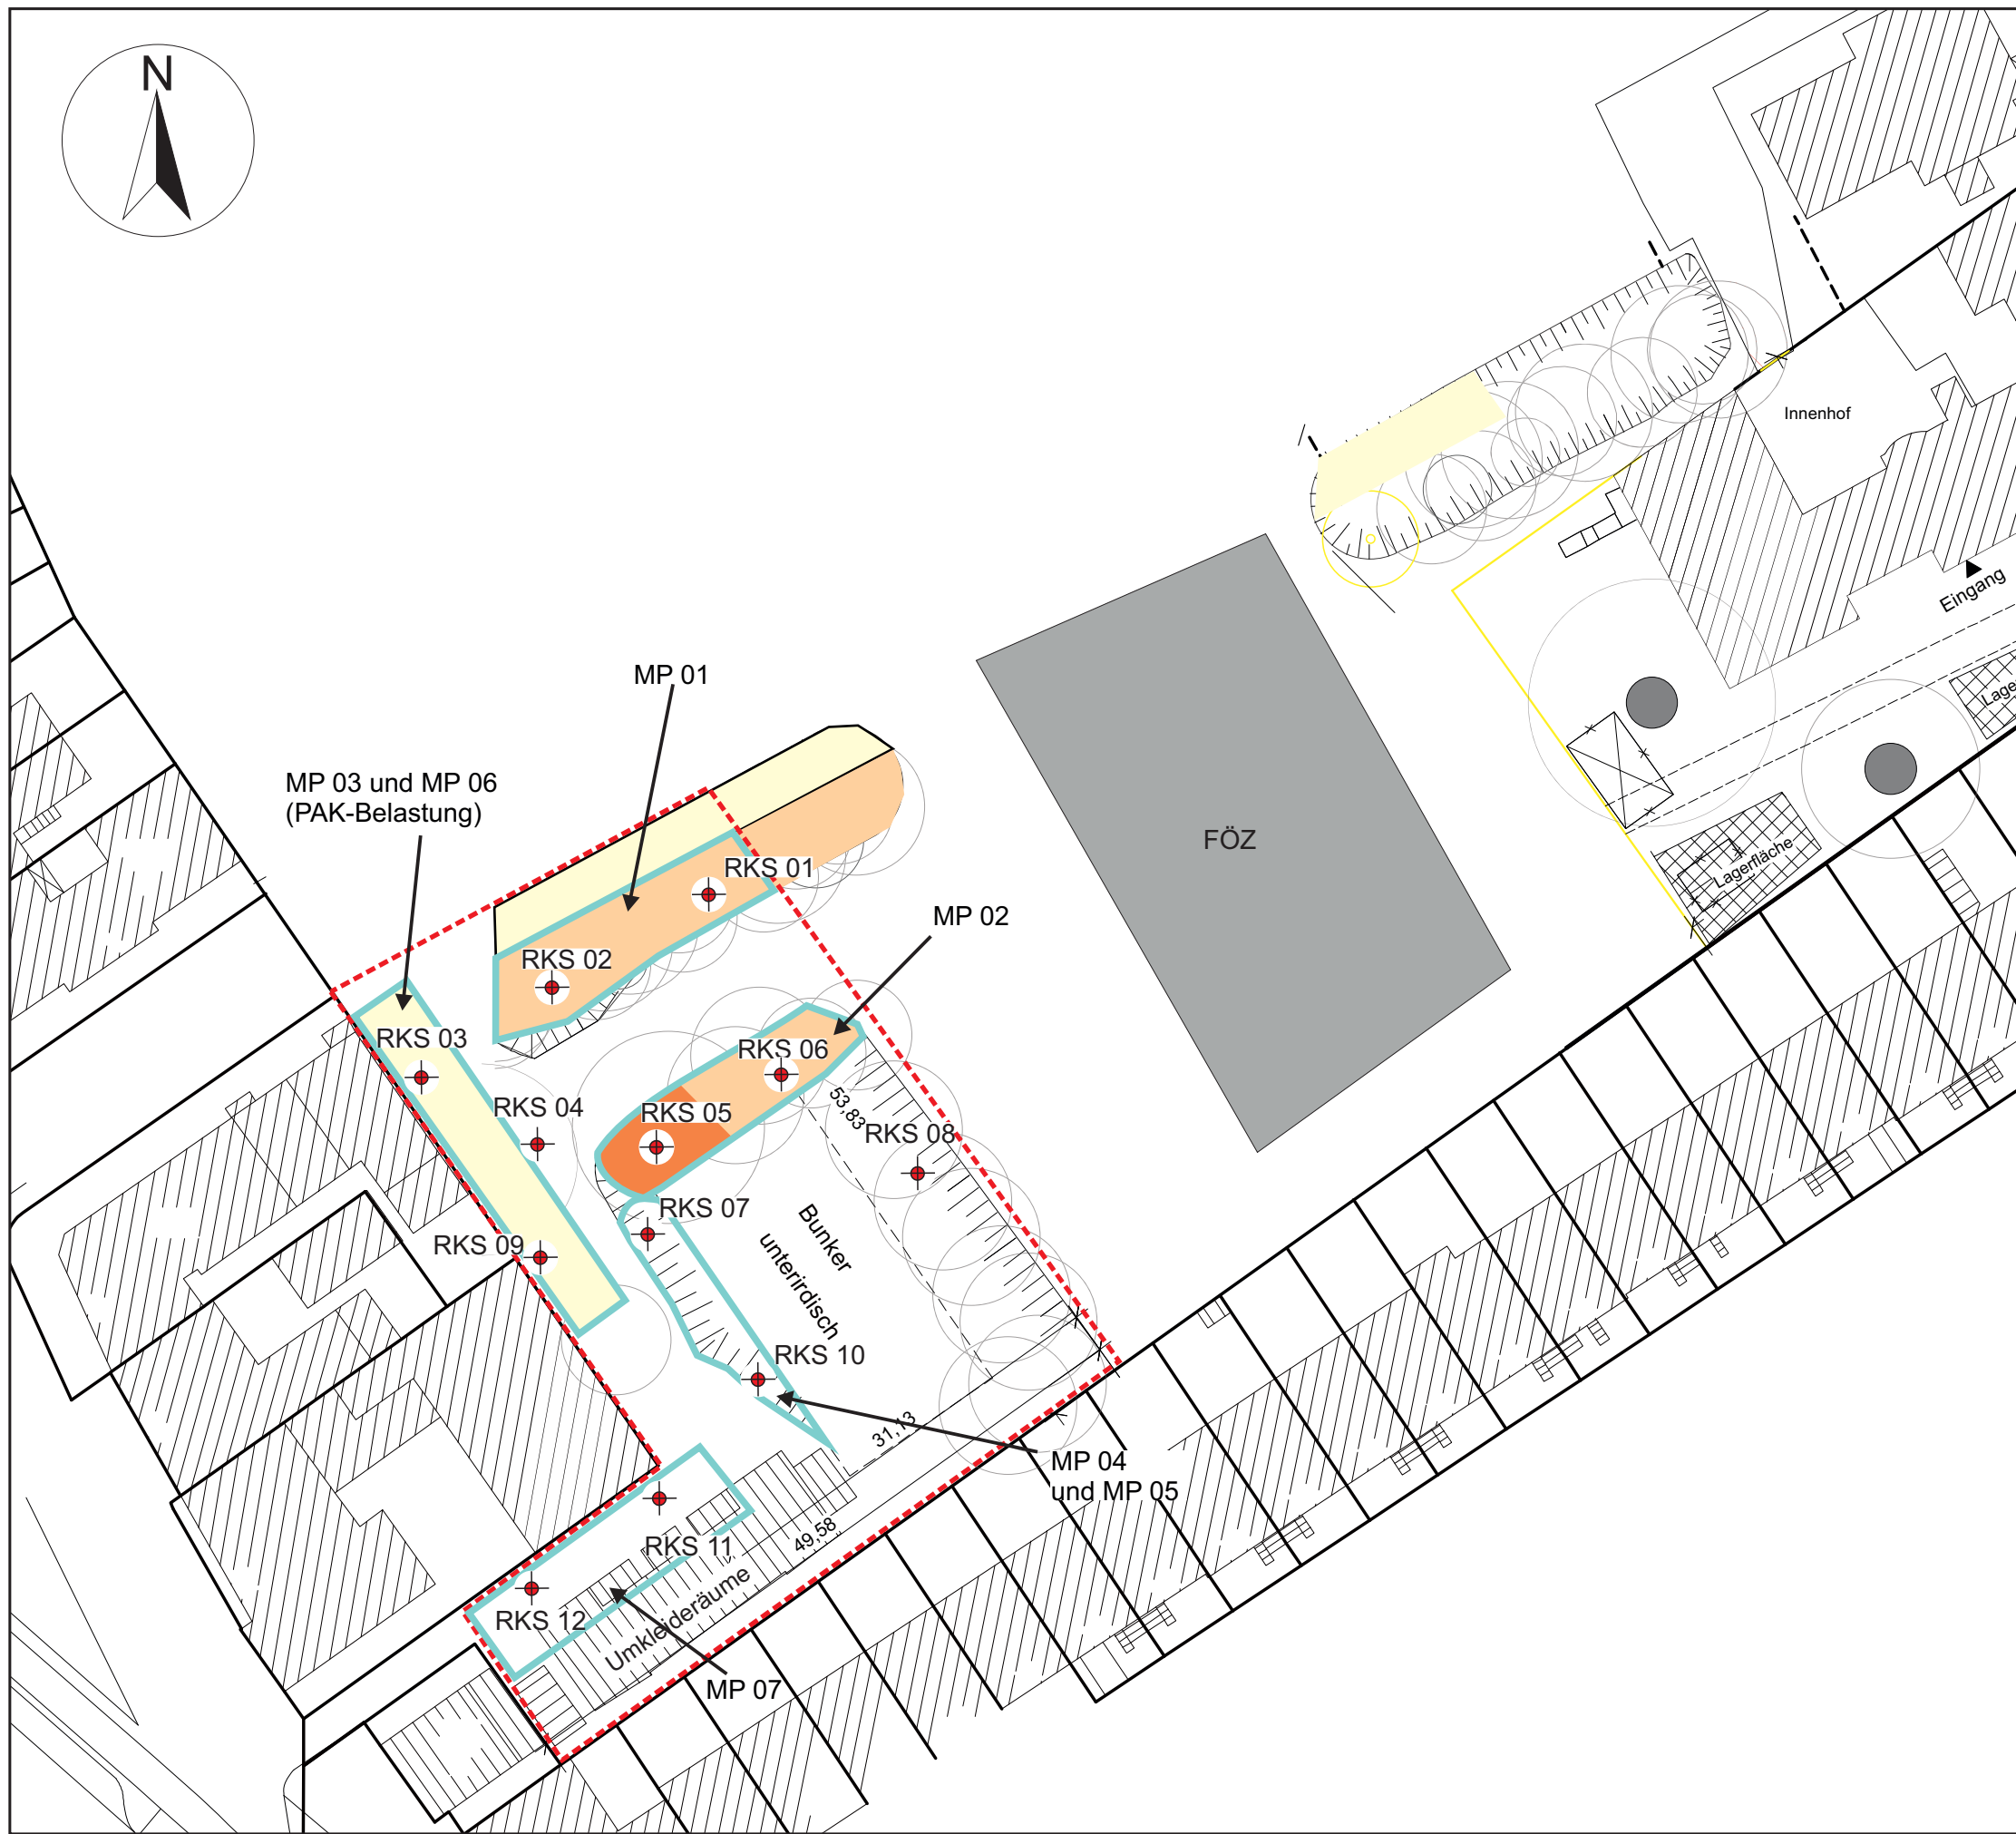 N
Innenhof
Eingang
MP 01
MP 03 und MP 06
(PAK-Belastung)
FÖZ
Lagerfläche
RKS 01
MP 02
RKS 02
RKS 03
RKS 06
RKS 04
RKS 05
53,83
RKS 08
RKS 07
RKS 09
Bunker
unterirdisch
RKS 10
31,13
MP 04
und MP 05
49,58
RKS 11
RKS 12
Umkleideräume
MP 07